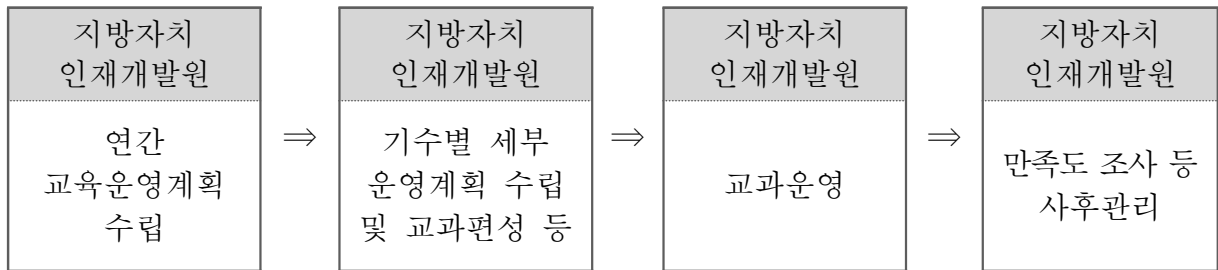 지방자치
인재개발원
연간
교육운영계획
수립
⇒
지방자치
인재개발원
기수별 세부
운영계획 수립
및 교과편성 등
⇒
지방자치
인재개발원
교과운영
⇒
지방자치
인재개발원
만족도 조사 등
사후관리